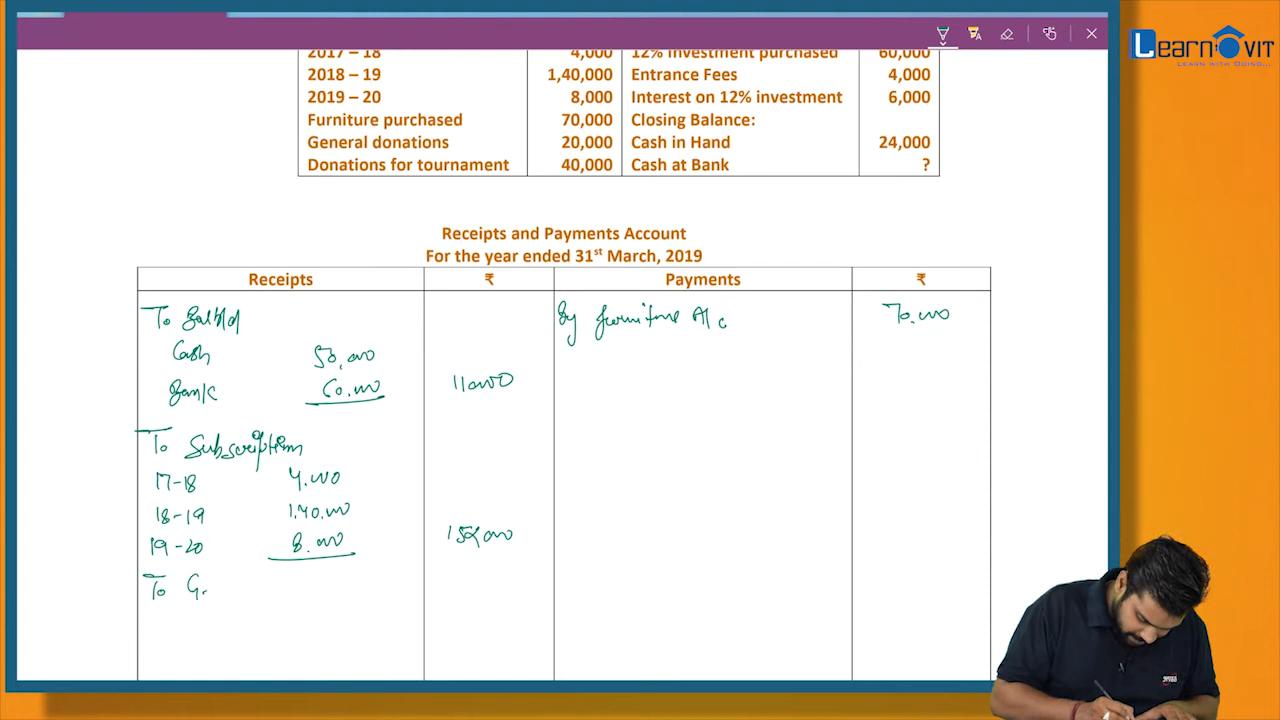 Learn VIT
LEARN WITH DOING...
2017 – 18 4,000 12% investment purchased 60,000
2018 – 19 1,40,000 Entrance Fees 4,000
2019 – 20 8,000 Interest on 12% investment 6,000
Furniture purchased 70,000 Closing Balance:
General donations 20,000 Cash in Hand 24,000
Donations for tournament 40,000 Cash at Bank ?
Receipts and Payments Account
For the year ended 31st March, 2019
Receipts ₹ Payments ₹
To Bal b/d By furniture A/c 70,000
Cash 50,000
Bank 60,000 110000
To Subscription
17-18 4,000
18-19 1,40,000
19-20 8,000 152,000
To G.